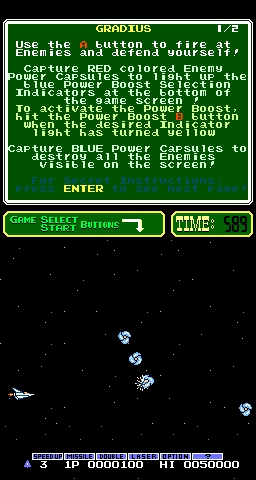 GRADIUS 1/2
Use the A button to fire at
Enemies and defend yourself!
Capture RED colored Enemy
Power Capsules to light up the
blue Power Boost Selection
Indicators at the bottom of
the game screen !
To activate the Power Boost,
hit the Power Boost B button
when the desired Indicator
light has turned yellow
Capture BLUE Power Capsules to
destroy all the Enemies
visible on the screen!
For Secret Instructions,
Press ENTER to see next Page!
GAME SELECT
START BUTTONS
TIME: 589
SPEEDUP MISSILE DOUBLE LASER OPTION ?
3 1P 0000100 HI 0050000